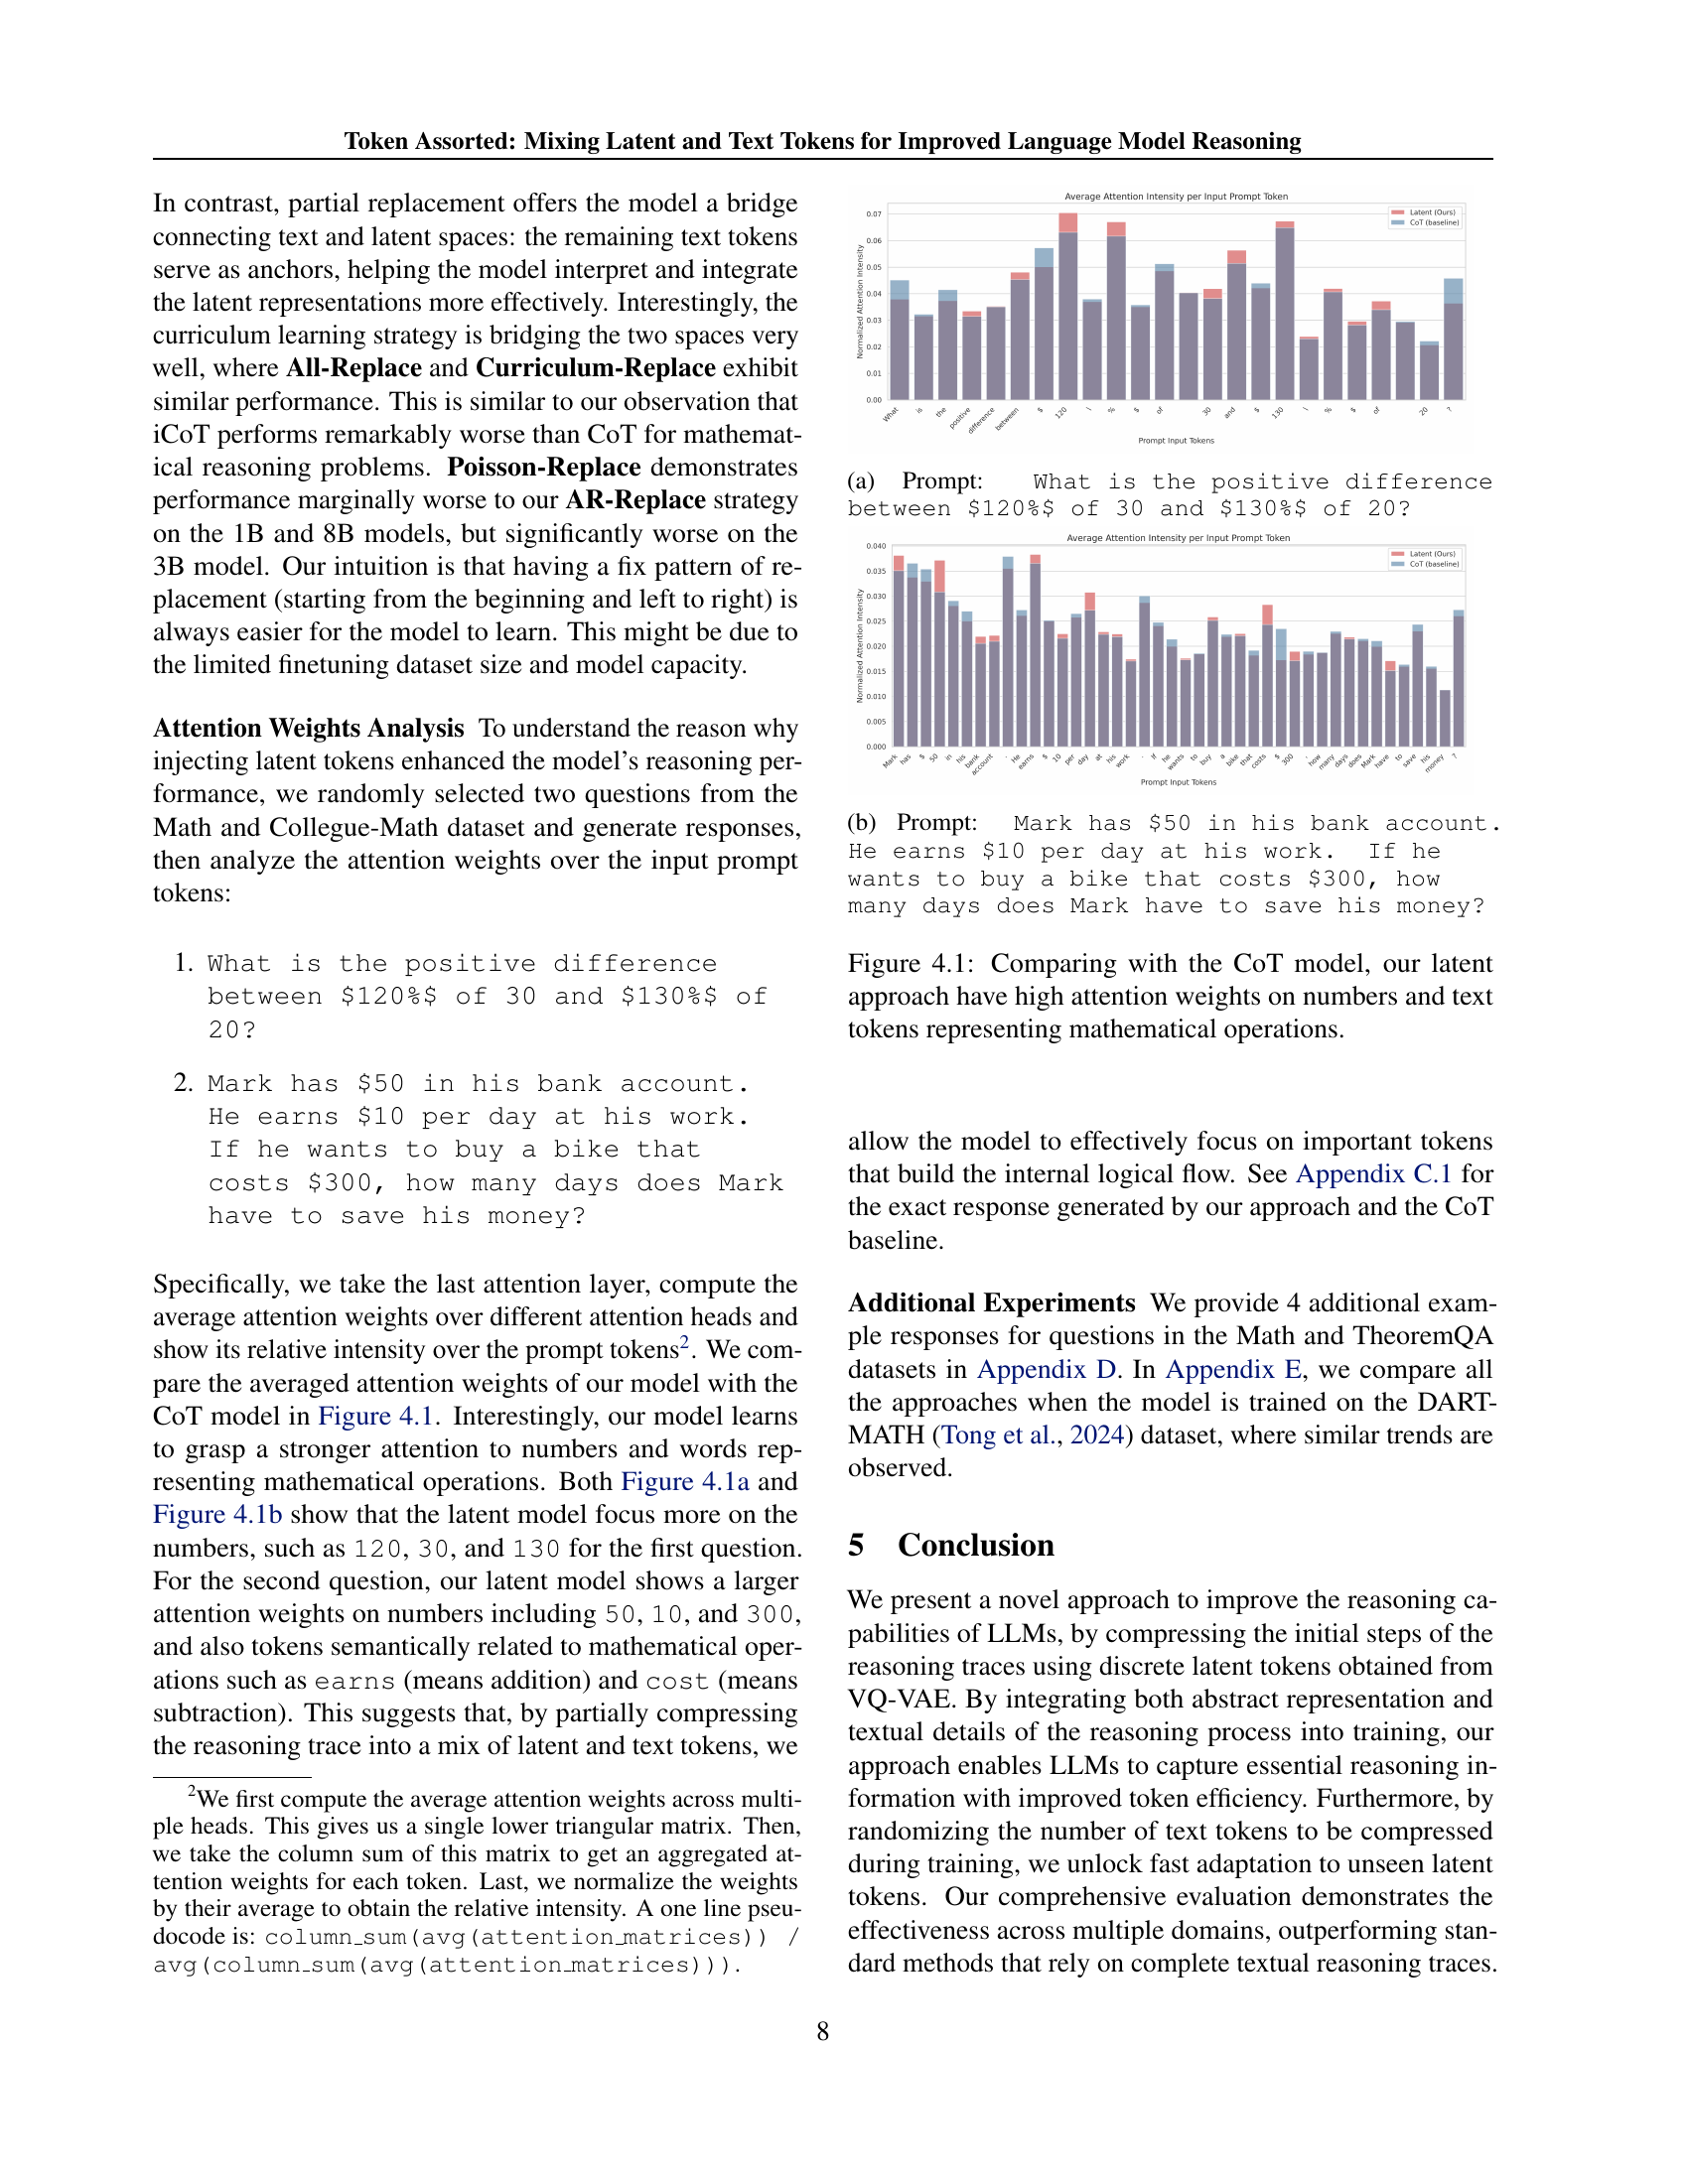 Token Assorted: Mixing Latent and Text Tokens for Improved Language Model Reasoning
In contrast, partial replacement offers the model a bridge
connecting text and latent spaces: the remaining text tokens
serve as anchors, helping the model interpret and integrate
the latent representations more effectively. Interestingly, the
curriculum learning strategy is bridging the two spaces very
well, where All-Replace and Curriculum-Replace exhibit
similar performance. This is similar to our observation that
iCoT performs remarkably worse than CoT for mathemat-
ical reasoning problems. Poisson-Replace demonstrates
performance marginally worse to our AR-Replace strategy
on the 1B and 8B models, but significantly worse on the
3B model. Our intuition is that having a fix pattern of re-
placement (starting from the beginning and left to right) is
always easier for the model to learn. This might be due to
the limited finetuning dataset size and model capacity.
Attention Weights Analysis To understand the reason why
injecting latent tokens enhanced the model's reasoning per-
formance, we randomly selected two questions from the
Math and Collegue-Math dataset and generate responses,
then analyze the attention weights over the input prompt
tokens:
1. What is the positive difference
between $120%$ of 30 and $130%$ of
20?
2. Mark has $50 in his bank account.
He earns $10 per day at his work.
If he wants to buy a bike that
costs $300, how many days does Mark
have to save his money?
Specifically, we take the last attention layer, compute the
average attention weights over different attention heads and
show its relative intensity over the prompt tokens2. We com-
pare the averaged attention weights of our model with the
CoT model in Figure 4.1. Interestingly, our model learns
to grasp a stronger attention to numbers and words rep-
resenting mathematical operations. Both Figure 4.1a and
Figure 4.1b show that the latent model focus more on the
numbers, such as 120, 30, and 130 for the first question.
For the second question, our latent model shows a larger
attention weights on numbers including 50, 10, and 300,
and also tokens semantically related to mathematical oper-
ations such as earns (means addition) and cost (means
subtraction). This suggests that, by partially compressing
the reasoning trace into a mix of latent and text tokens, we
2We first compute the average attention weights across multi-
ple heads. This gives us a single lower triangular matrix. Then,
we take the column sum of this matrix to get an aggregated at-
tention weights for each token. Last, we normalize the weights
by their average to obtain the relative intensity. A one line pseu-
docode is: column_sum(avg(attention_matrices)) /
avg(column_sum(avg(attention_matrices))).
Average Attention Intensity per Input Prompt Token
Latent (Ours)
CoT (baseline)
Normalized Attention Intensity
0.07
0.06
0.05
0.04
0.03
0.02
0.01
0.00
What is the positive difference between $ 120 \ % $ of 30 and $ 130 \ % $ of 20 ?
Prompt Input Tokens
(a) Prompt: What is the positive difference
between $120%$ of 30 and $130%$ of 20?
Average Attention Intensity per Input Prompt Token
Latent (Ours)
CoT (baseline)
Normalized Attention Intensity
0.040
0.035
0.030
0.025
0.020
0.015
0.010
0.005
0.000
Mark has $ 50 in his bank account . He earns $ 10 per day at his work . If he wants to buy a bike that costs $ 300 , how many days does Mark have to save his money ?
Prompt Input Tokens
(b) Prompt: Mark has $50 in his bank account.
He earns $10 per day at his work. If he
wants to buy a bike that costs $300, how
many days does Mark have to save his money?
Figure 4.1: Comparing with the CoT model, our latent
approach have high attention weights on numbers and text
tokens representing mathematical operations.
allow the model to effectively focus on important tokens
that build the internal logical flow. See Appendix C.1 for
the exact response generated by our approach and the CoT
baseline.
Additional Experiments We provide 4 additional exam-
ple responses for questions in the Math and TheoremQA
datasets in Appendix D. In Appendix E, we compare all
the approaches when the model is trained on the DART-
MATH (Tong et al., 2024) dataset, where similar trends are
observed.
5 Conclusion
We present a novel approach to improve the reasoning ca-
pabilities of LLMs, by compressing the initial steps of the
reasoning traces using discrete latent tokens obtained from
VQ-VAE. By integrating both abstract representation and
textual details of the reasoning process into training, our
approach enables LLMs to capture essential reasoning in-
formation with improved token efficiency. Furthermore, by
randomizing the number of text tokens to be compressed
during training, we unlock fast adaptation to unseen latent
tokens. Our comprehensive evaluation demonstrates the
effectiveness across multiple domains, outperforming stan-
dard methods that rely on complete textual reasoning traces.
8